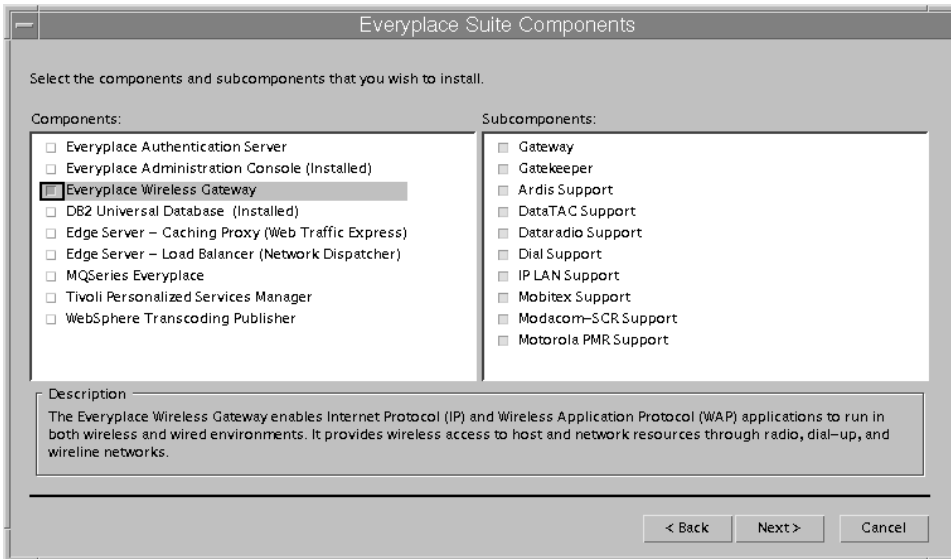 Everyplace Suite Components
Select the components and subcomponents that you wish to install.
Components:
Everyplace Authentication Server
Everyplace Administration Console (Installed)
Everyplace Wireless Gateway
DB2 Universal Database (Installed)
Edge Server – Caching Proxy (Web Traffic Express)
Edge Server – Load Balancer (Network Dispatcher)
MQSeries Everyplace
Tivoli Personalized Services Manager
WebSphere Transcoding Publisher
Subcomponents:
Gateway
Gatekeeper
Ardis Support
DataTAC Support
Dataradio Support
Dial Support
IP LAN Support
Mobitex Support
Modacom–SCR Support
Motorola PMR Support
Description
The Everyplace Wireless Gateway enables Internet Protocol (IP) and Wireless Application Protocol (WAP) applications to run in
both wireless and wired environments. It provides wireless access to host and network resources through radio, dial–up, and
wireline networks.
< Back
Next >
Cancel